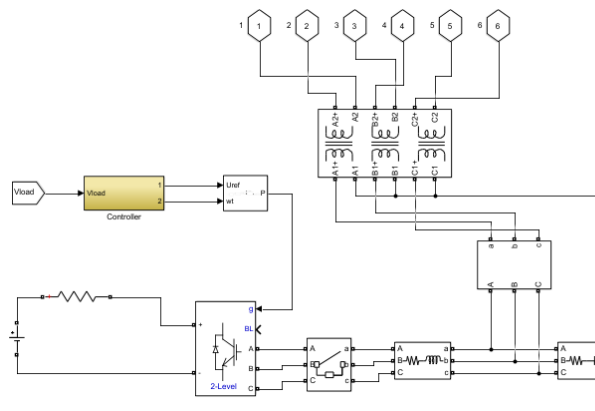 1 1 2 2 3 3 4 4 5 5 6 6
A2+ A2 B2+ B2 C2+ C2
A1+ A1 B1+ B1 C1+ C1
Vload
Vload 1
2
Controller
Uref P
wt
a b c
A B C
+
g
BL
A A a A a A
B B b B b B
C C c C c C
-
2-Level